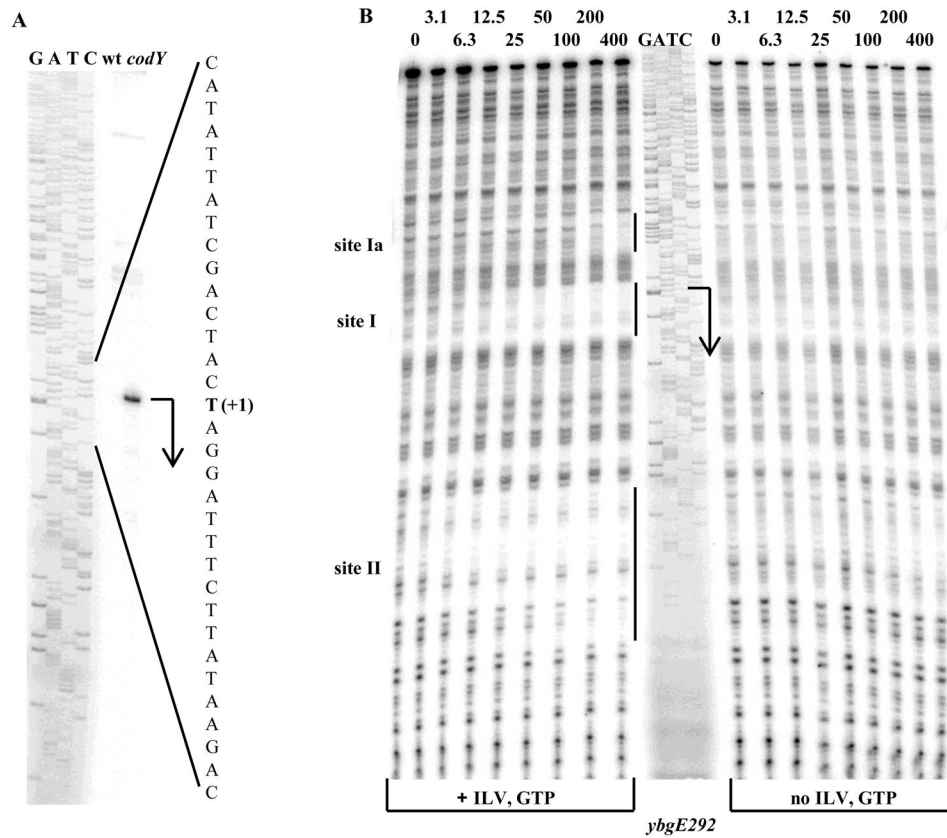 A
G A T C wt codY
C
A
T
A
T
T
A
T
C
G
A
C
T
A
C
T (+1)
A
G
G
A
T
T
T
C
T
T
A
T
A
A
G
A
C
B
3.1 12.5 50 200
0 6.3 25 100 400
GATC
3.1 12.5 50 200
0 6.3 25 100 400
site Ia
site I
site II
+ ILV, GTP
no ILV, GTP
ybgE292